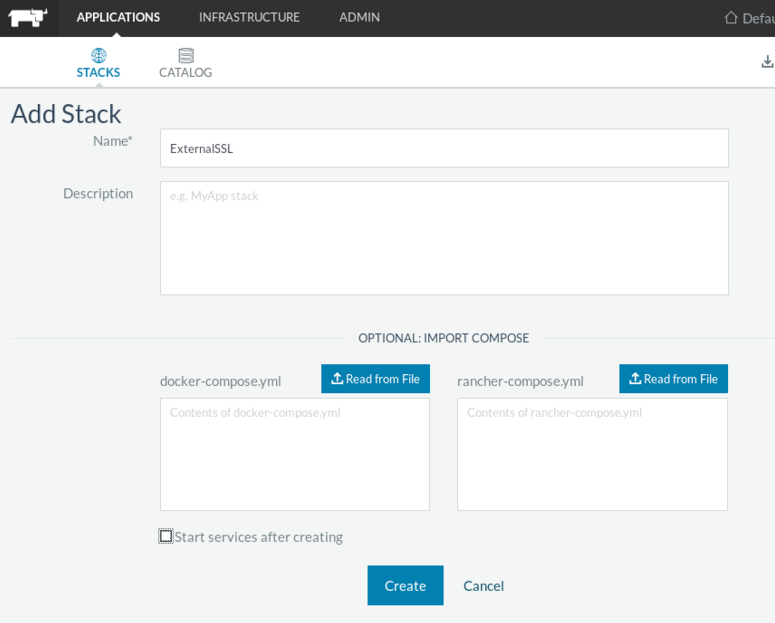 APPLICATIONS INFRASTRUCTURE ADMIN
STACKS CATALOG
Add Stack
Name* ExternalSSL
Description e.g. MyApp stack
OPTIONAL: IMPORT COMPOSE
docker-compose.yml Read from File rancher-compose.yml Read from File
Contents of docker-compose.yml Contents of rancher-compose.yml
Start services after creating
Create Cancel